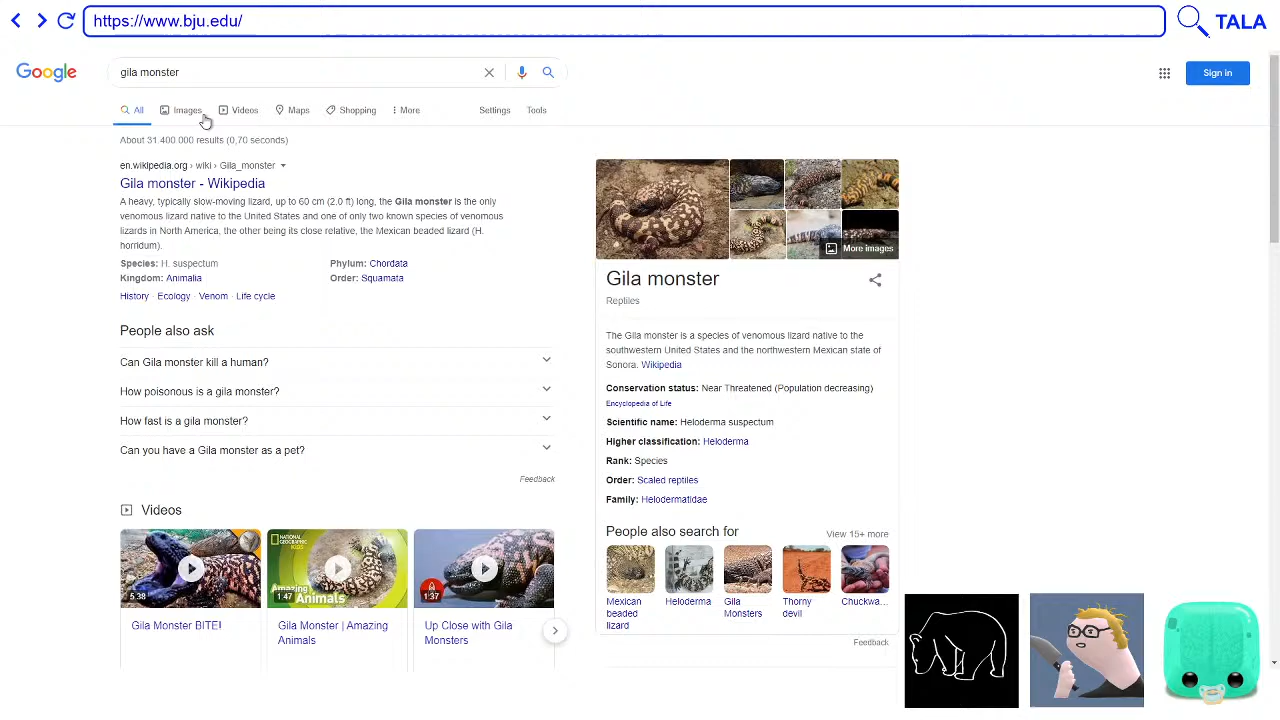 https://www.bju.edu/
TALA
Google
gila monster
Sign in
All Images Videos Maps Shopping More Settings Tools
About 31.400.000 results (0,70 seconds)
en.wikipedia.org › wiki › Gila_monster
Gila monster - Wikipedia
A heavy, typically slow-moving lizard, up to 60 cm (2.0 ft) long, the Gila monster is the only
venomous lizard native to the United States and one of only two known species of venomous
lizards in North America, the other being its close relative, the Mexican beaded lizard (H.
horridum).
Species: H. suspectum Phylum: Chordata
Kingdom: Animalia Order: Squamata
History · Ecology · Venom · Life cycle
People also ask
Can Gila monster kill a human?
How poisonous is a gila monster?
How fast is a gila monster?
Can you have a Gila monster as a pet?
Feedback
Videos
5:38
NATIONAL GEOGRAPHIC KIDS
Amazing Animals
1:47
1:37
Gila Monster BITE!
Gila Monster | Amazing
Animals
Up Close with Gila
Monsters
More images
Gila monster
Reptiles
The Gila monster is a species of venomous lizard native to the
southwestern United States and the northwestern Mexican state of
Sonora. Wikipedia
Conservation status: Near Threatened (Population decreasing)
Encyclopedia of Life
Scientific name: Heloderma suspectum
Higher classification: Heloderma
Rank: Species
Order: Scaled reptiles
Family: Helodermatidae
People also search for View 15+ more
Mexican
beaded
lizard
Heloderma
Gila
Monsters
Thorny
devil
Chuckwa...
Feedback